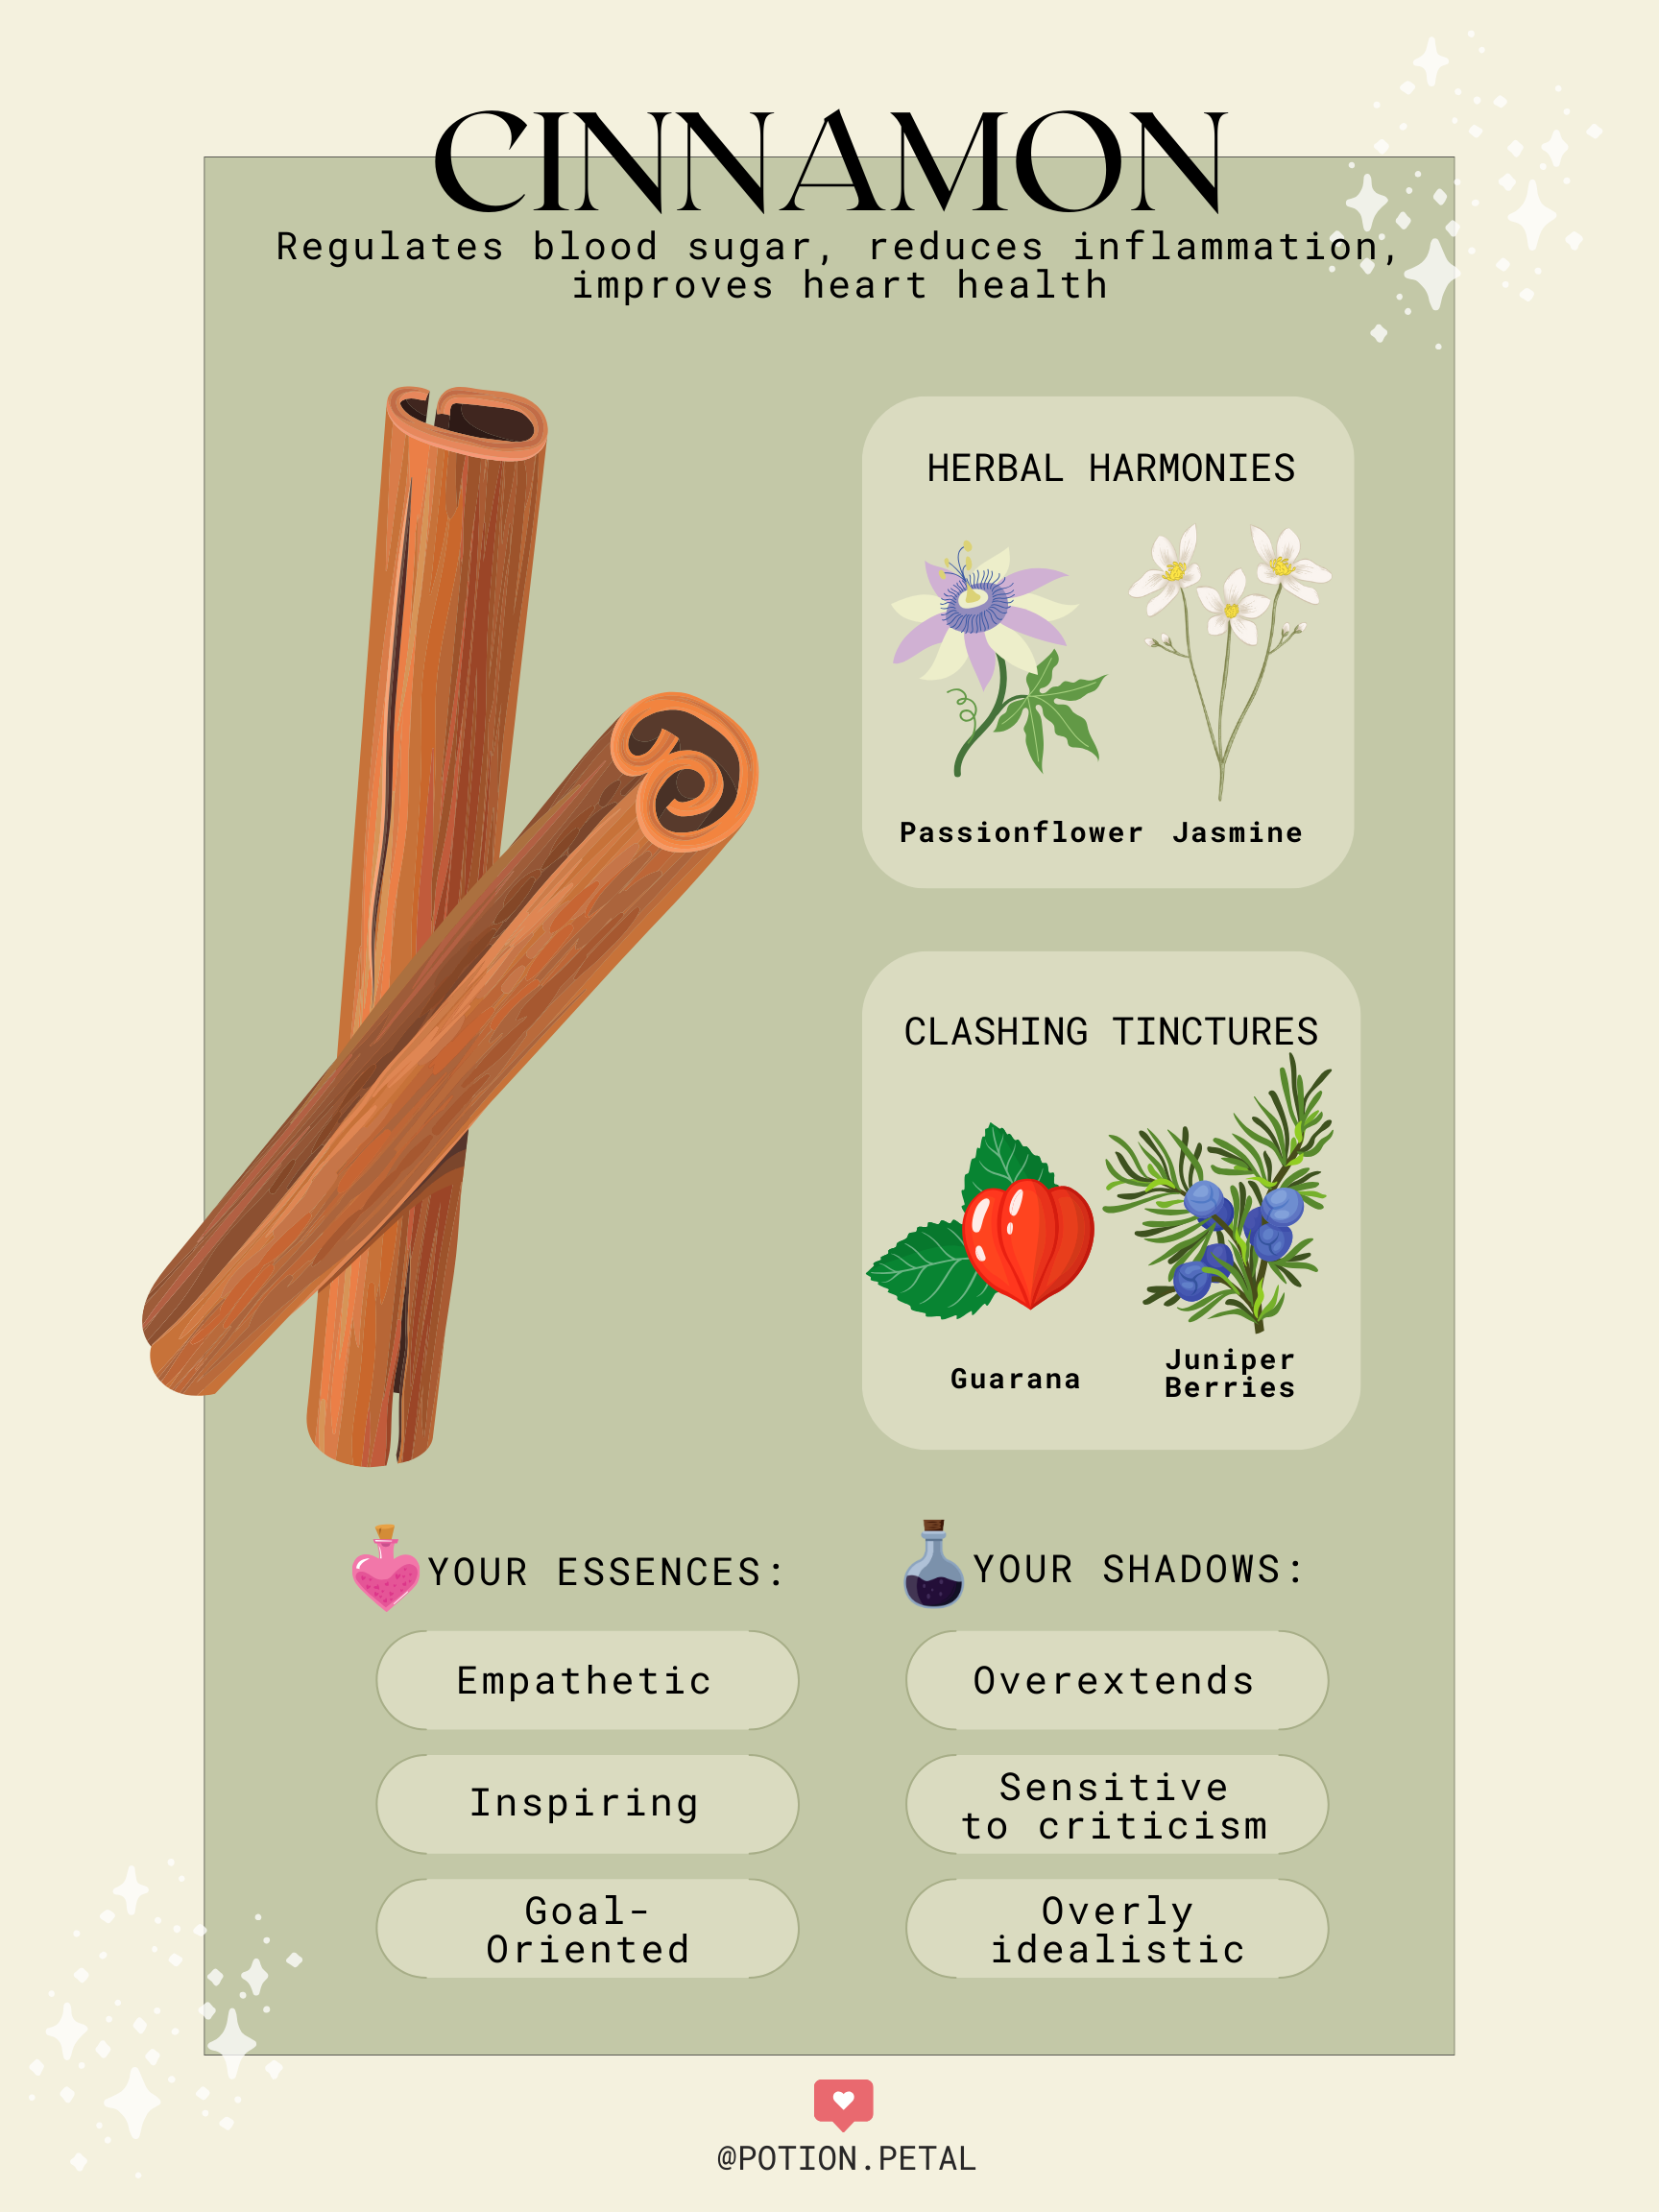 CINNAMON
Regulates blood sugar, reduces inflammation,
improves heart health
HERBAL HARMONIES
Passionflower
Jasmine
CLASHING TINCTURES
Guarana
Juniper
Berries
YOUR ESSENCES:
Empathetic
Inspiring
Goal-
Oriented
YOUR SHADOWS:
Overextends
Sensitive
to criticism
Overly
idealistic
@POTION.PETAL